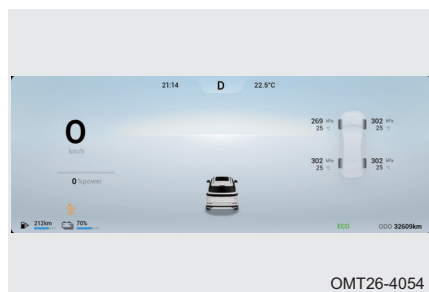 21:14 D 22.5°C
0
km/h
0 %power
269 kPa 302 kPa
25 °C 25 °C
302 kPa 302 kPa
25 °C 25 °C
212km 70% ECO ODO 32609km
OMT26-4054